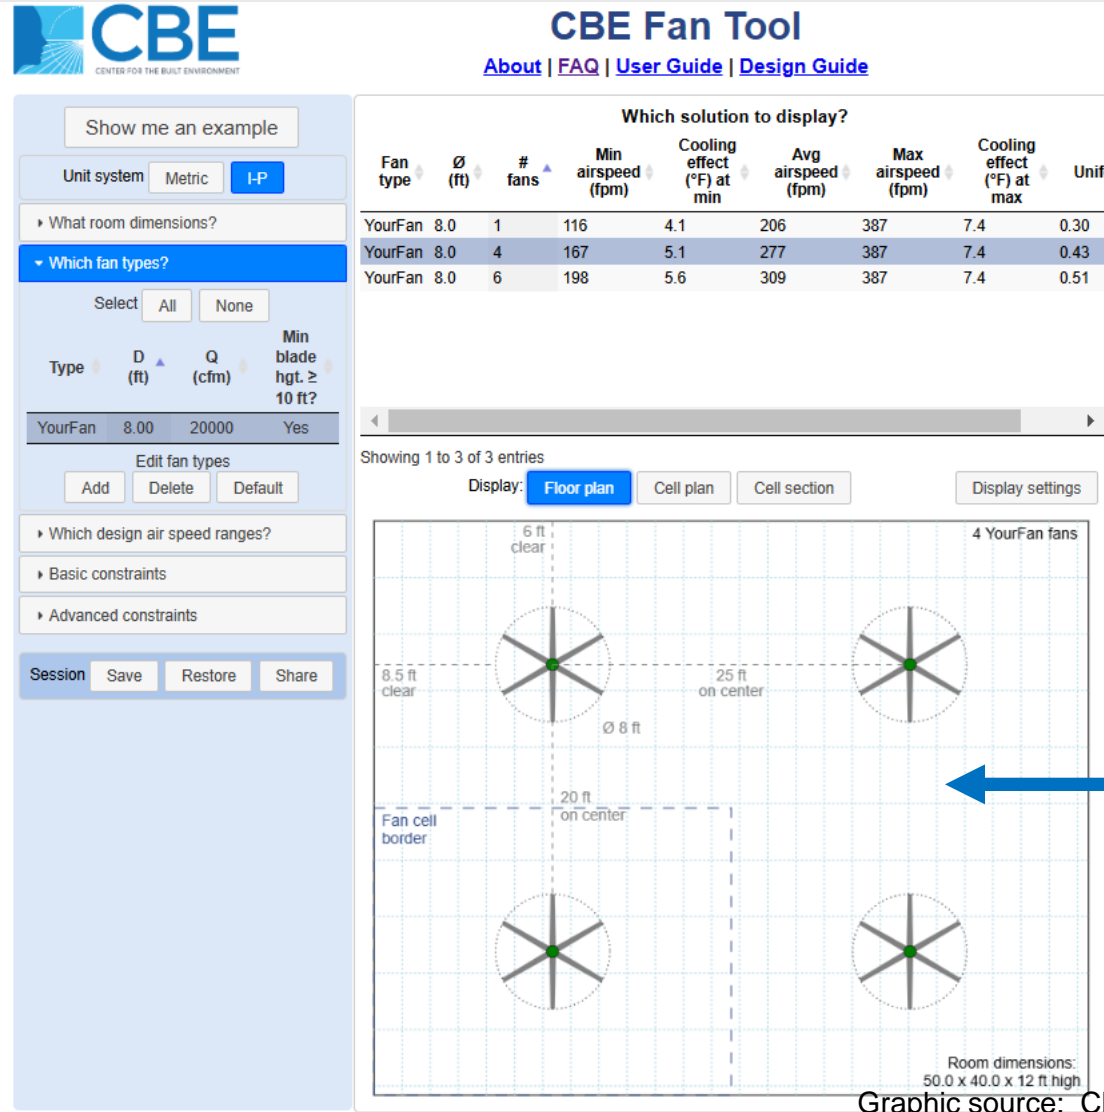 CBE
CENTER FOR THE BUILT ENVIRONMENT
CBE Fan Tool
About | FAQ | User Guide | Design Guide
Show me an example
Unit system Metric I-P
What room dimensions?
Which fan types?
Select All None
Type D (ft) Q (cfm) Min blade hgt. ≥ 10 ft?
YourFan 8.00 20000 Yes
Edit fan types
Add Delete Default
Which design air speed ranges?
Basic constraints
Advanced constraints
Session Save Restore Share
Which solution to display?
Fan type Ø (ft) # fans Min airspeed (fpm) Cooling effect (°F) at min Avg airspeed (fpm) Max airspeed (fpm) Cooling effect (°F) at max Unif
YourFan 8.0 1 116 4.1 206 387 7.4 0.30
YourFan 8.0 4 167 5.1 277 387 7.4 0.43
YourFan 8.0 6 198 5.6 309 387 7.4 0.51
Showing 1 to 3 of 3 entries
Display: Floor plan Cell plan Cell section Display settings
6 ft
clear
4 YourFan fans
8.5 ft
clear
25 ft
on center
Ø 8 ft
20 ft
on center
Fan cell
border
Room dimensions:
50.0 x 40.0 x 12 ft high
Graphic source: